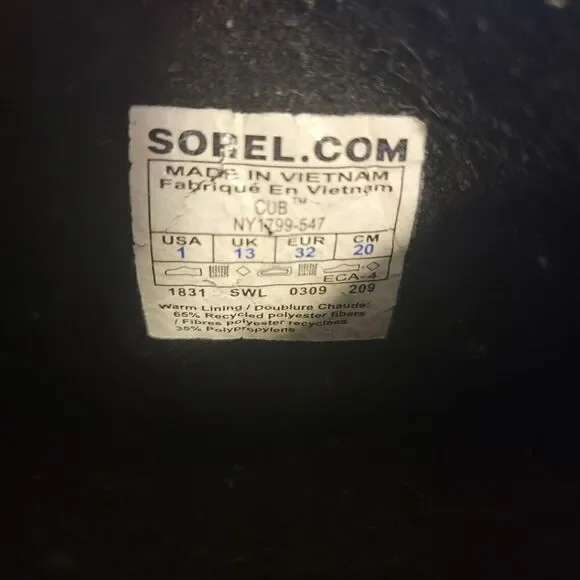 SOREL.COM
MADE IN VIETNAM
Fabriqué En Vietnam
CUB™
NY1799-547
USA UK EUR CM
1 13 32 20
ECA-4
1831 SWL 0309 209
Warm Lining / Doublure Chaude:
65% Recycled polyester fibers
/ Fibres polyester recyclees
35% Polypropylene